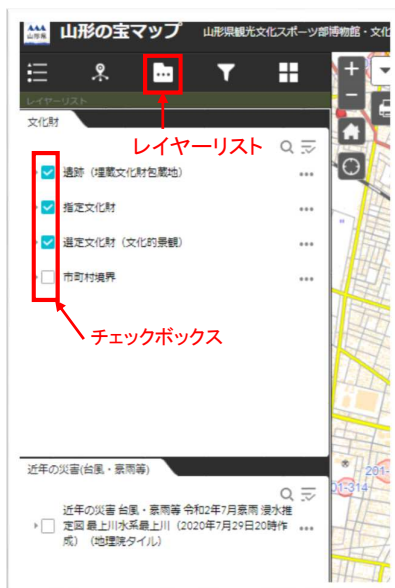 山形県
山形の宝マップ 山形県観光文化スポーツ部博物館・文化
レイヤーリスト
文化財
レイヤーリスト
遺跡（埋蔵文化財包蔵地）
指定文化財
選定文化財（文化的景観）
市町村境界
チェックボックス
近年の災害(台風・豪雨等)
近年の災害 台風・豪雨等 令和2年7月豪雨 浸水推
定図 最上川水系最上川（2020年7月29日20時作
成）（地理院タイル）
201-
01-314